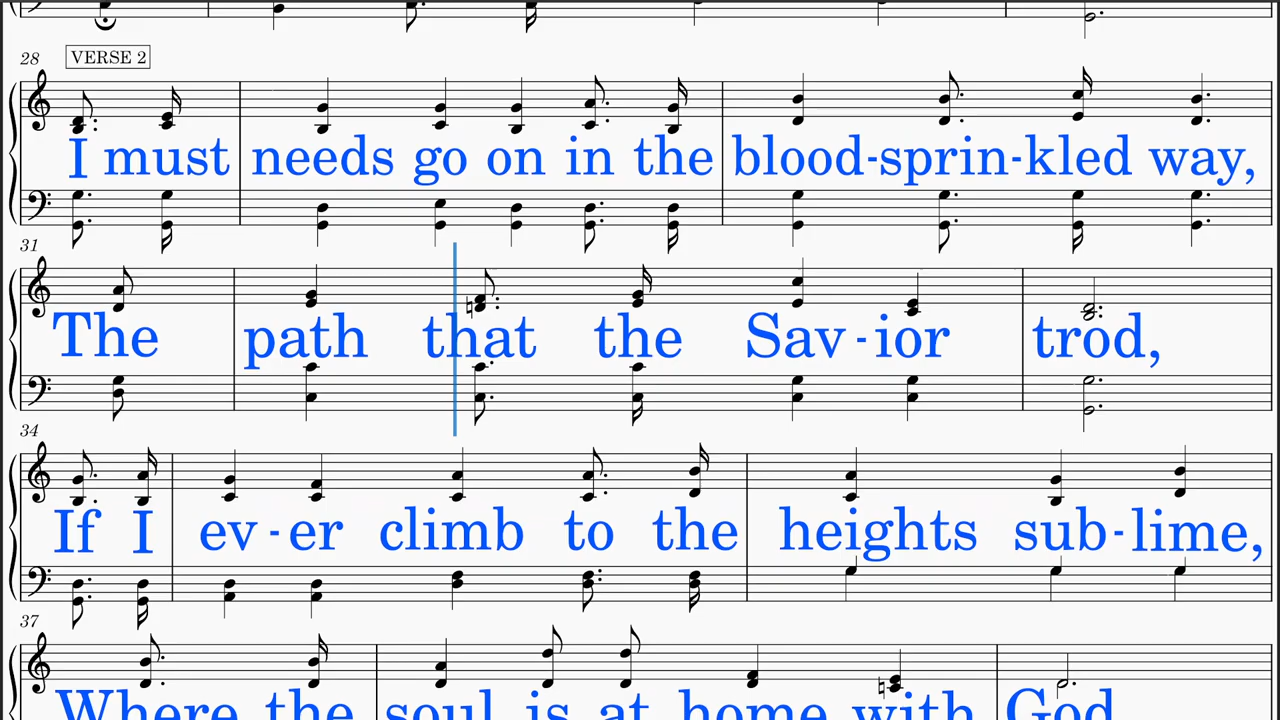 28 VERSE 2
I must needs go on in the blood-sprin-kled way,
31
The path that the Sav-ior trod,
34
If I ev-er climb to the heights sub-lime,
37
Where the soul is at home with God